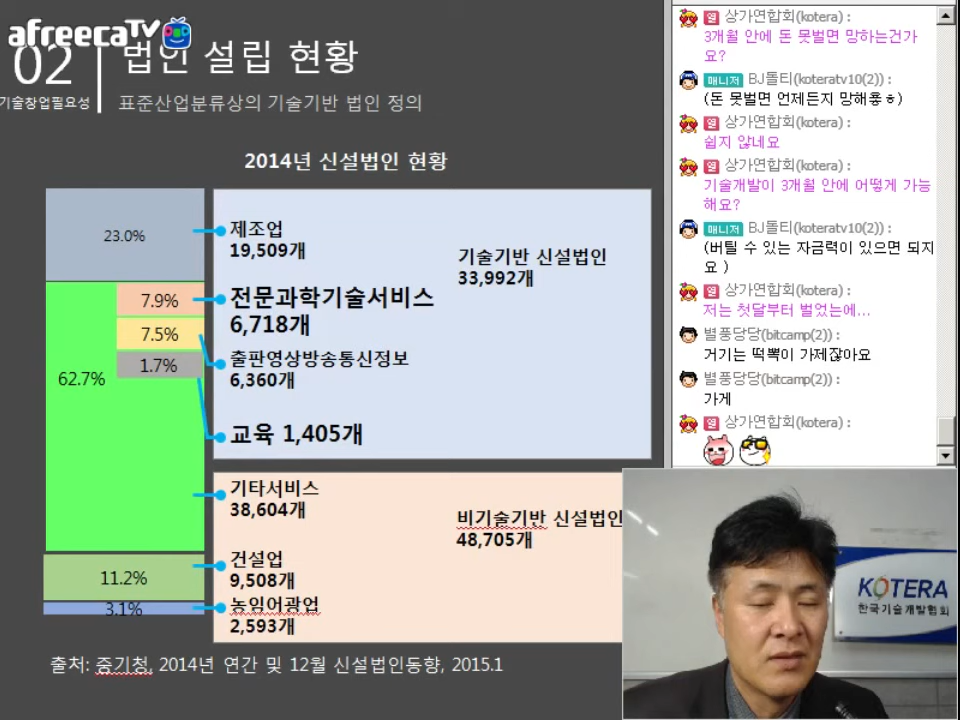 afreecaTV
02
법인 설립 현황
기술창업필요성
표준산업분류상의 기술기반 법인 정의
2014년 신설법인 현황
23.0%
제조업
19,509개
기술기반 신설법인
33,992개
7.9%
전문과학기술서비스
6,718개
7.5%
출판영상방송통신정보
6,360개
1.7%
62.7%
교육 1,405개
기타서비스
38,604개
비기술기반 신설법인
48,705개
건설업
9,508개
11.2%
농임어광업
2,593개
3.1%
출처: 중기청, 2014년 연간 및 12월 신설법인동향, 2015.1
열 상가연합회(kotera) :
3개월 안에 돈 못벌면 망하는건가
요?
매니저 BJ돌티(koteratv10(2)) :
(돈 못벌면 언제든지 망해죵ㅎ)
열 상가연합회(kotera) :
쉽지 않네요
열 상가연합회(kotera) :
기술개발이 3개월 안에 어떻게 가능
해요?
매니저 BJ돌티(koteratv10(2)) :
(버틸 수 있는 자금력이 있으면 되지
요 )
열 상가연합회(kotera) :
저는 첫달부터 벌었는에...
별풍당당(bitcamp(2)) :
거기는 떡뽁이 가제잖아요
별풍당당(bitcamp(2)) :
가게
열 상가연합회(kotera) :
KOTERA
한국기술개발협회